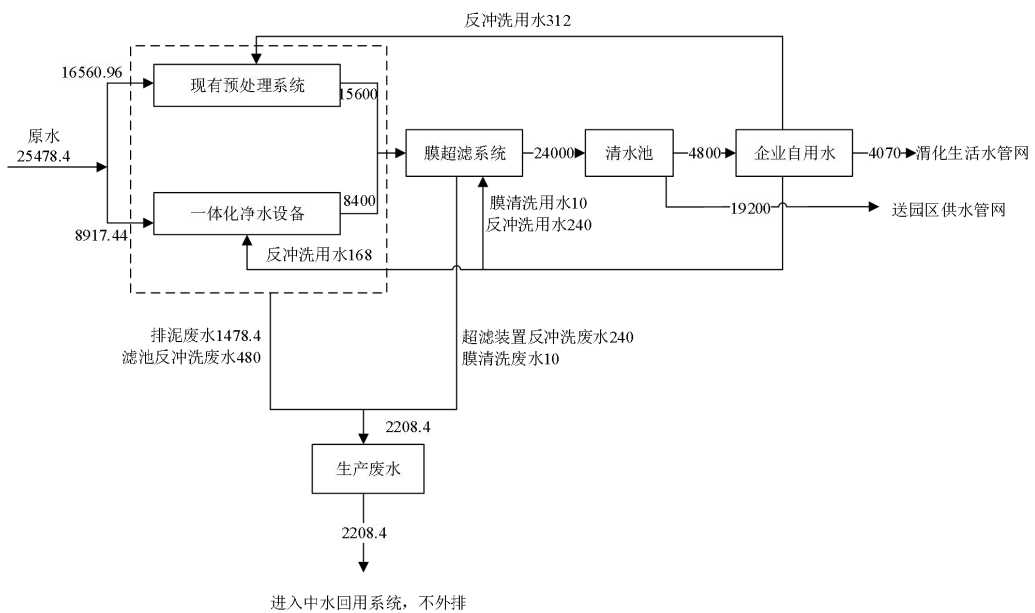 反冲洗用水312
16560.96
现有预处理系统
15600
原水
25478.4
膜超滤系统
24000
清水池
4800
企业自用水
4070
渭化生活水管网
8400
一体化净水设备
8917.44
膜清洗用水10
反冲洗用水240
19200
送园区供水管网
反冲洗用水168
排泥废水1478.4
滤池反冲洗废水480
超滤装置反冲洗废水240
膜清洗废水10
2208.4
生产废水
2208.4
进入中水回用系统，不外排